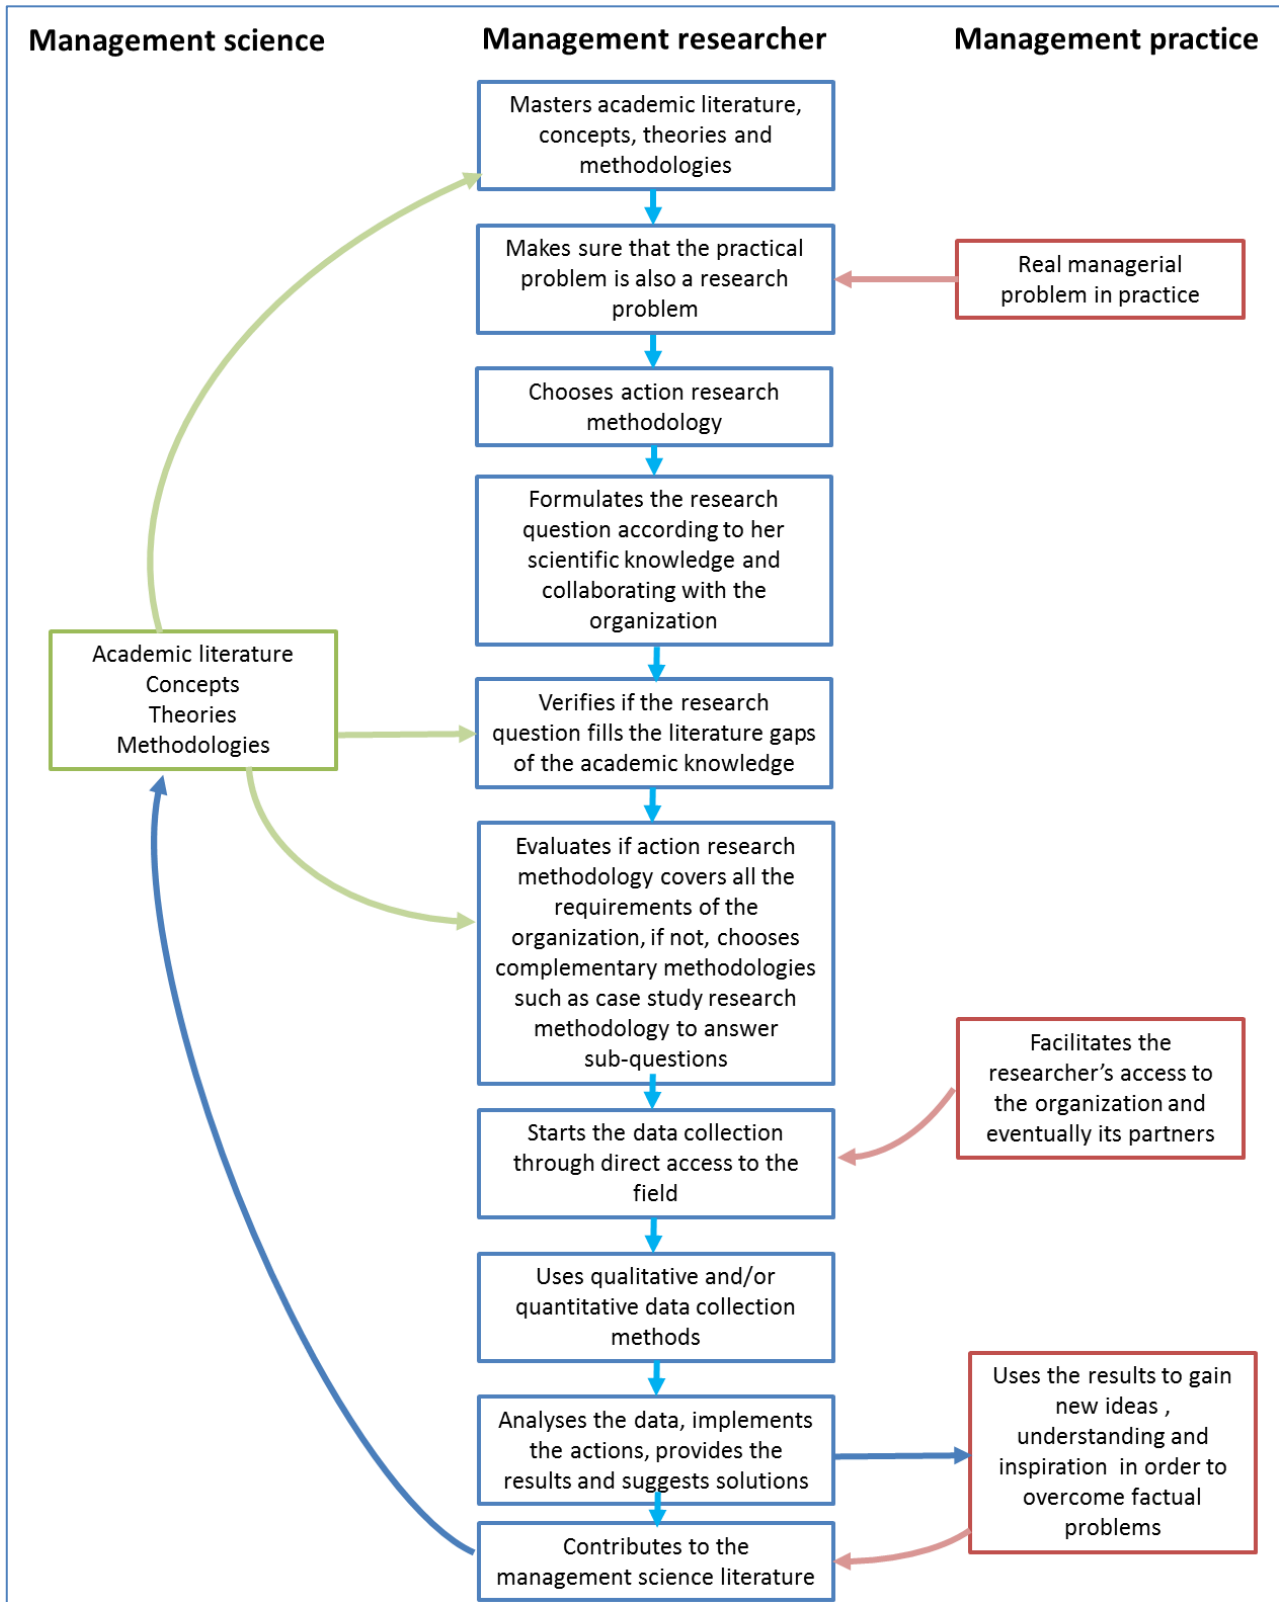 Management science
Management researcher
Management practice
Masters academic literature,
concepts, theories and
methodologies
Makes sure that the practical
problem is also a research
problem
Real managerial
problem in practice
Chooses action research
methodology
Formulates the research
question according to her
scientific knowledge and
collaborating with the
organization
Academic literature
Concepts
Theories
Methodologies
Verifies if the research
question fills the literature gaps
of the academic knowledge
Evaluates if action research
methodology covers all the
requirements of the
organization, if not, chooses
complementary methodologies
such as case study research
methodology to answer
sub-questions
Facilitates the
researcher’s access to
the organization and
eventually its partners
Starts the data collection
through direct access to the
field
Uses qualitative and/or
quantitative data collection
methods
Analyses the data, implements
the actions, provides the
results and suggests solutions
Uses the results to gain
new ideas ,
understanding and
inspiration in order to
overcome factual
problems
Contributes to the
management science literature